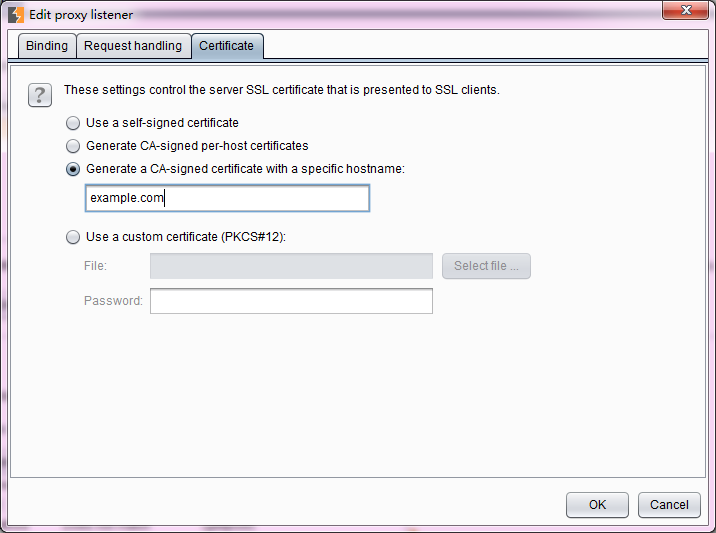 Edit proxy listener
Binding
Request handling
Certificate
?
These settings control the server SSL certificate that is presented to SSL clients.
Use a self-signed certificate
Generate CA-signed per-host certificates
Generate a CA-signed certificate with a specific hostname:
example.com
Use a custom certificate (PKCS#12):
File:
Select file ...
Password:
OK
Cancel